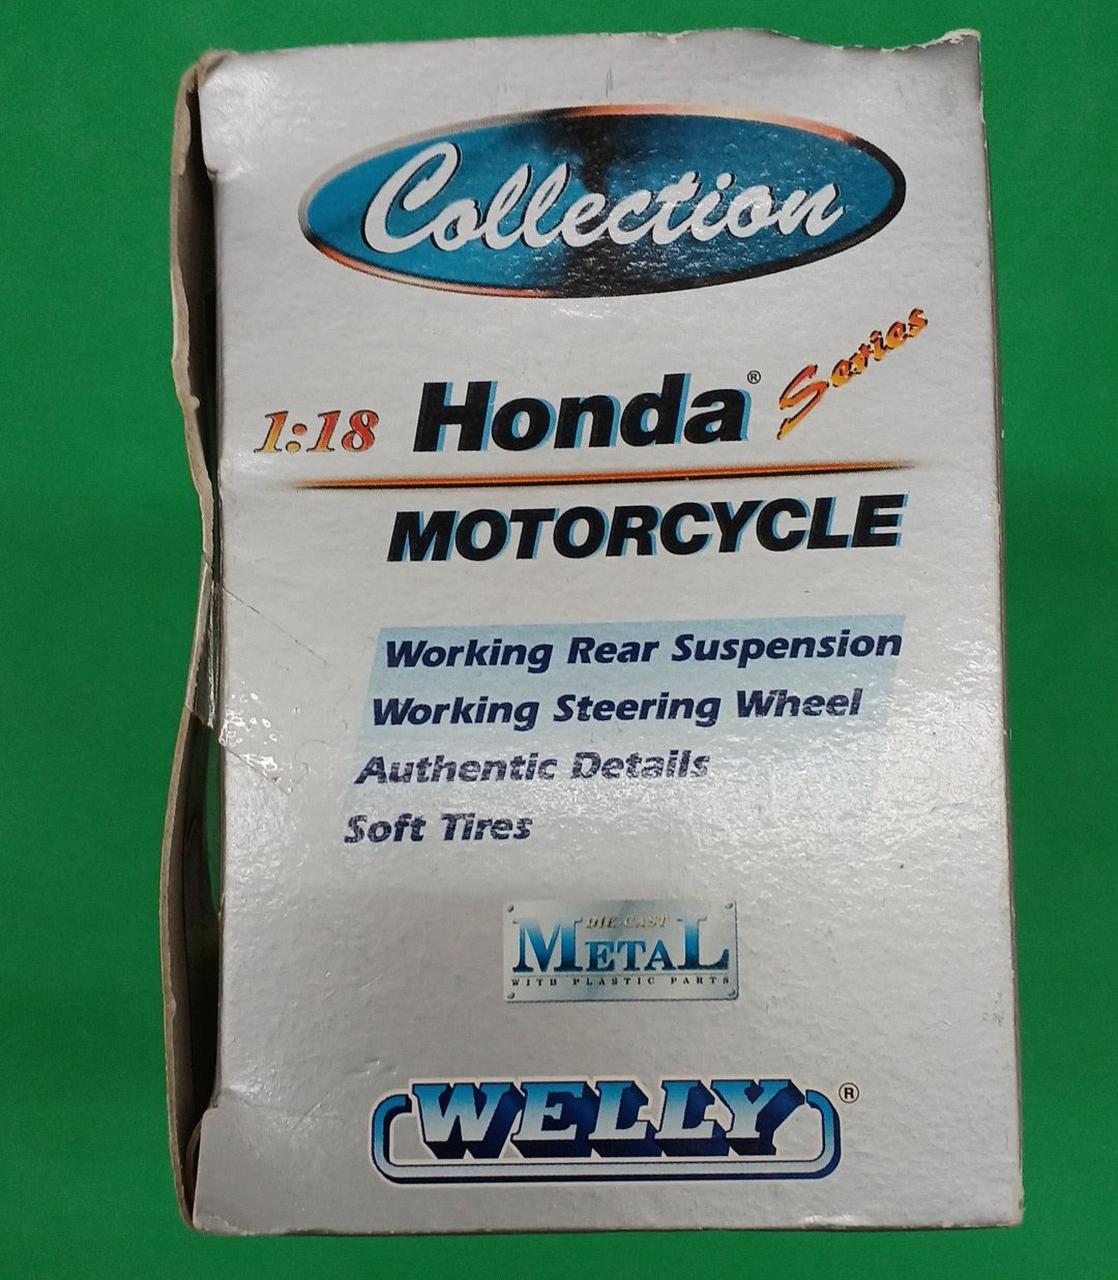 Collection
1:18 Honda® Series
MOTORCYCLE
Working Rear Suspension
Working Steering Wheel
Authentic Details
Soft Tires
DIE-CAST
METAL
WITH PLASTIC PARTS
WELLY®